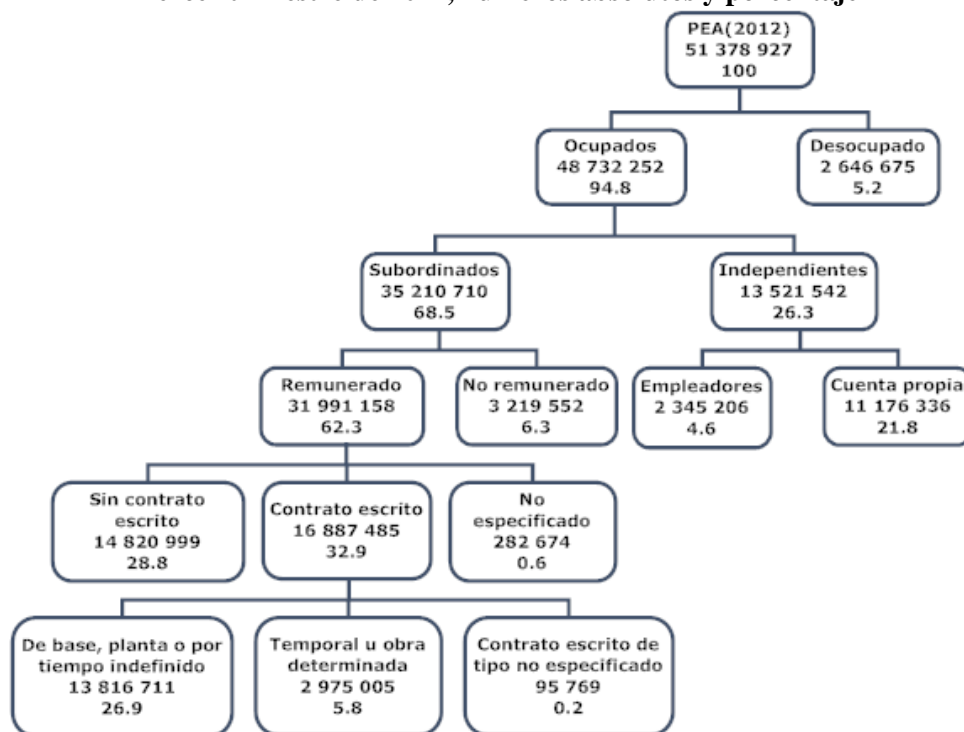 PEA(2012)
51 378 927
100
Ocupados
48 732 252
94.8
Desocupado
2 646 675
5.2
Subordinados
35 210 710
68.5
Independientes
13 521 542
26.3
Remunerado
31 991 158
62.3
No remunerado
3 219 552
6.3
Empleadores
2 345 206
4.6
Cuenta propia
11 176 336
21.8
Sin contrato
escrito
14 820 999
28.8
Contrato escrito
16 887 485
32.9
No
especificado
282 674
0.6
De base, planta o por
tiempo indefinido
13 816 711
26.9
Temporal u obra
determinada
2 975 005
5.8
Contrato escrito de
tipo no especificado
95 769
0.2